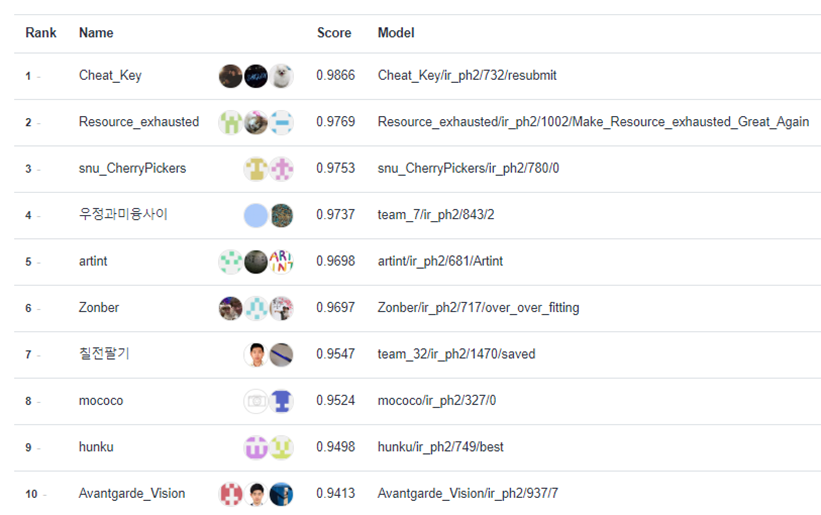 Rank Name Score Model
1 - Cheat_Key 0.9866 Cheat_Key/ir_ph2/732/resubmit
2 - Resource_exhausted 0.9769 Resource_exhausted/ir_ph2/1002/Make_Resource_exhausted_Great_Again
3 - snu_CherryPickers 0.9753 snu_CherryPickers/ir_ph2/780/0
4 - 우정과미융사이 0.9737 team_7/ir_ph2/843/2
5 - artint 0.9698 artint/ir_ph2/681/Artint
6 - Zonber 0.9697 Zonber/ir_ph2/717/over_over_fitting
7 - 칠전팔기 0.9547 team_32/ir_ph2/1470/saved
8 - mococo 0.9524 mococo/ir_ph2/327/0
9 - hunku 0.9498 hunku/ir_ph2/749/best
10 - Avantgarde_Vision 0.9413 Avantgarde_Vision/ir_ph2/937/7